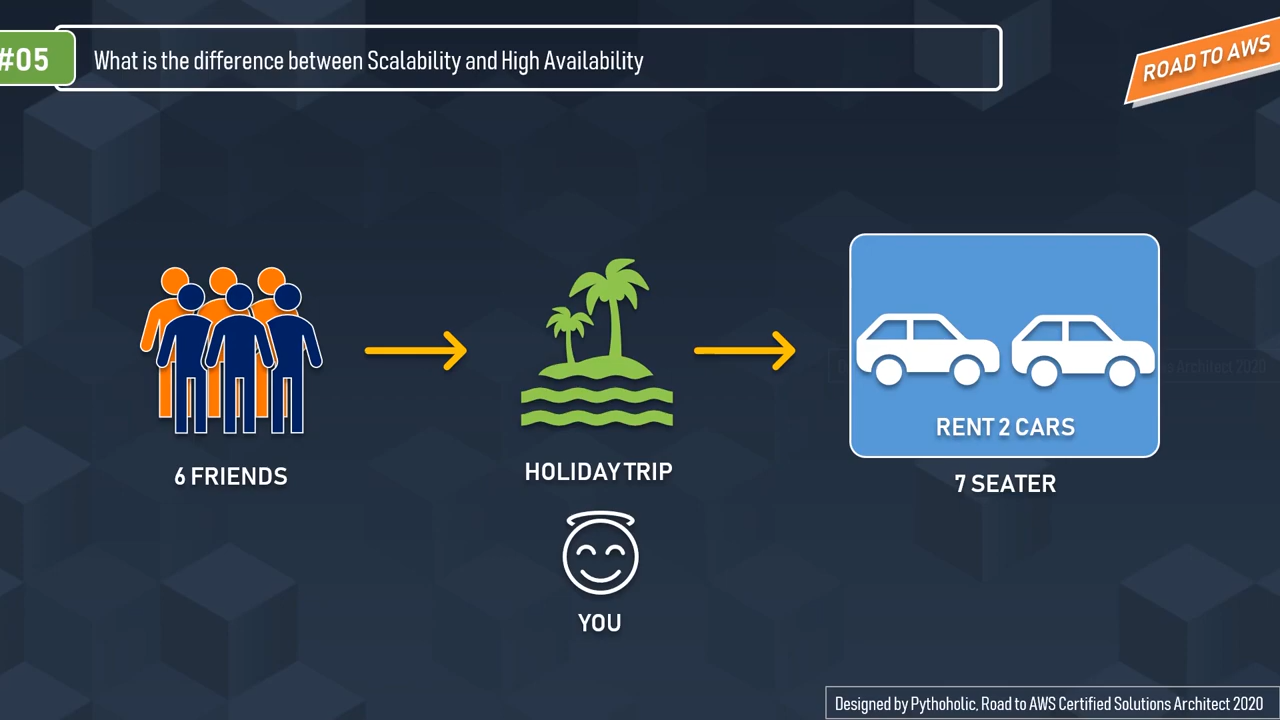 #05
What is the difference between Scalability and High Availability
ROAD TO AWS
RENT 2 CARS
6 FRIENDS
HOLIDAY TRIP
7 SEATER
YOU
Designed by Pythoholic, Road to AWS Certified Solutions Architect 2020